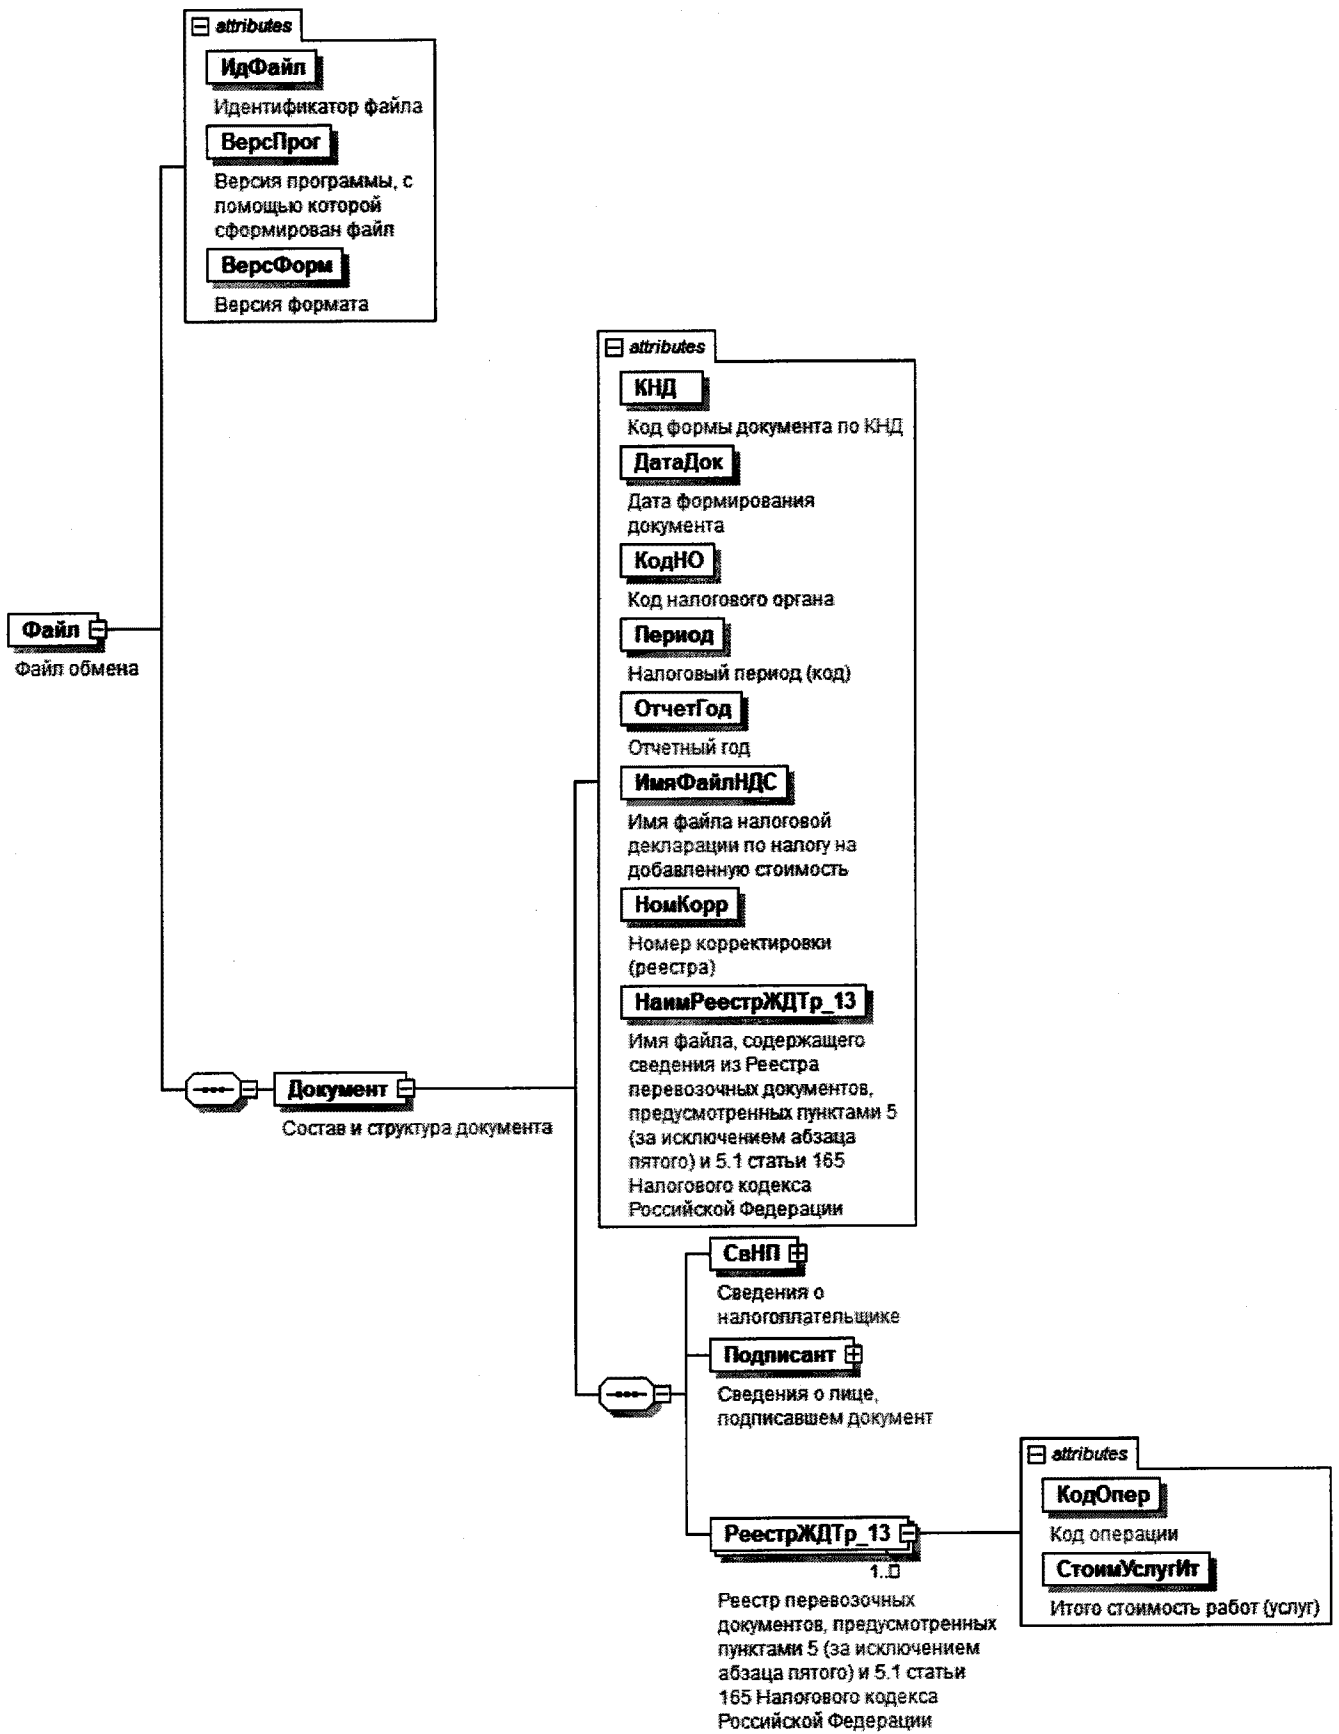 attributes
ИдФайл
Идентификатор файла
ВерсПрог
Версия программы, с
помощью которой
сформирован файл
ВерсФорм
Версия формата
Файл
Файл обмена
attributes
КНД
Код формы документа по КНД
ДатаДок
Дата формирования
документа
КодНО
Код налогового органа
Период
Налоговый период (код)
ОтчетГод
Отчетный год
ИмяФайлНДС
Имя файла налоговой
декларации по налогу на
добавленную стоимость
НомКорр
Номер корректировки
(реестра)
НаимРеестрЖДТр_13
Имя файла, содержащего
сведения из Реестра
перевозочных документов,
предусмотренных пунктами 5
(за исключением абзаца
пятого) и 5.1 статьи 165
Налогового кодекса
Российской Федерации
Документ
Состав и структура документа
СвНП
Сведения о
налогоплательщике
Подписант
Сведения о лице,
подписавшем документ
РеестрЖДТр_13
1..□
Реестр перевозочных
документов, предусмотренных
пунктами 5 (за исключением
абзаца пятого) и 5.1 статьи
165 Налогового кодекса
Российской Федерации
attributes
КодОпер
Код операции
СтоимУслугИт
Итого стоимость работ (услуг)